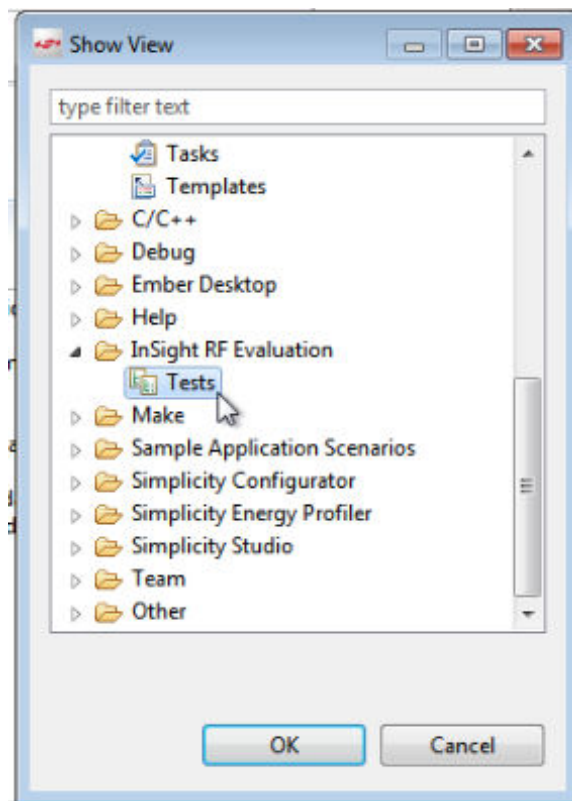 Show View
type filter text
Tasks
Templates
C/C++
Debug
Ember Desktop
Help
InSight RF Evaluation
Tests
Make
Sample Application Scenarios
Simplicity Configurator
Simplicity Energy Profiler
Simplicity Studio
Team
Other
OK Cancel